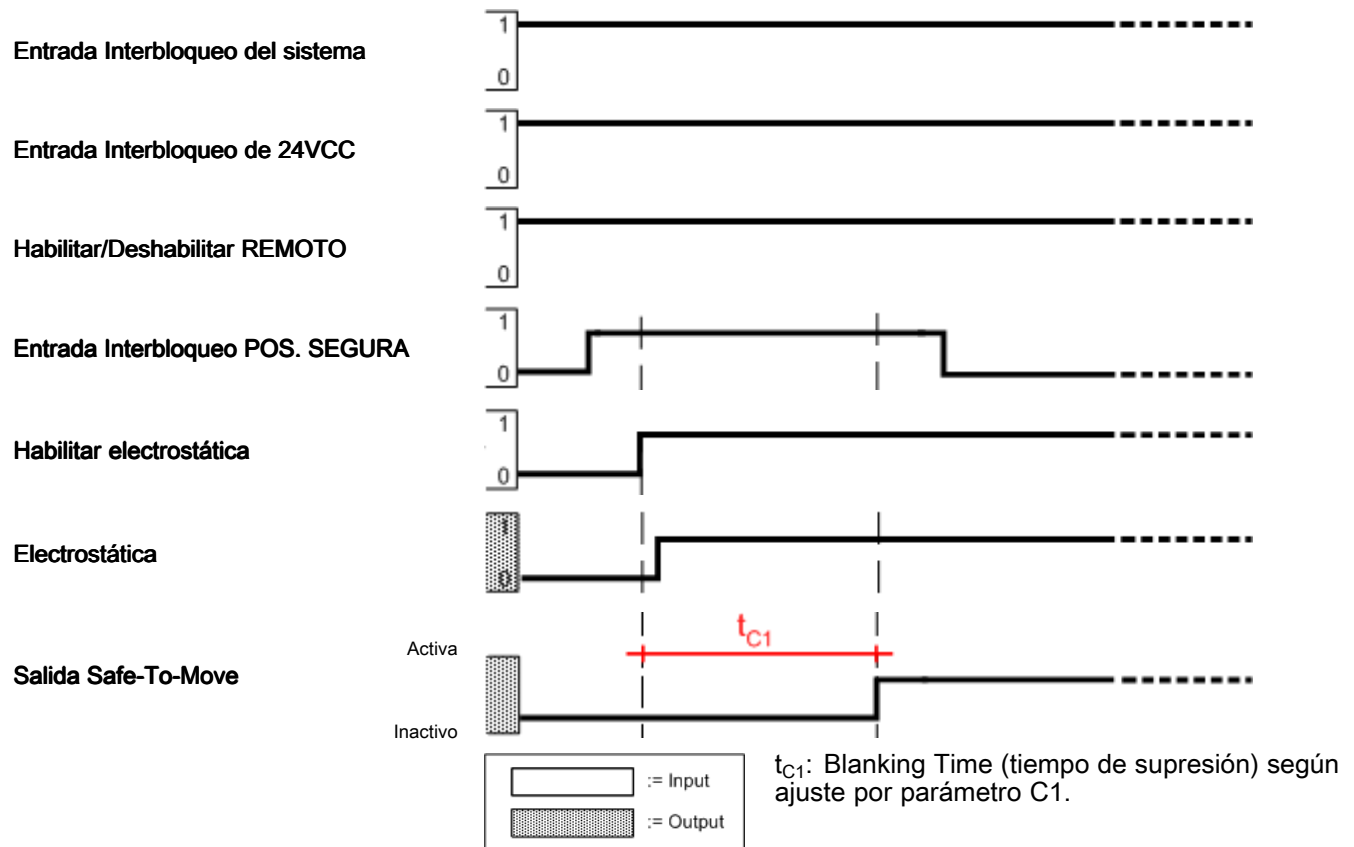 1
Entrada Interbloqueo del sistema
0
1
Entrada Interbloqueo de 24VCC
0
1
Habilitar/Deshabilitar REMOTO
0
1
Entrada Interbloqueo POS. SEGURA
0
1
Habilitar electrostática
0
1
Electrostática
0
tC1
Activa
Salida Safe-To-Move
Inactivo
:= Input
:= Output
tC1: Blanking Time (tiempo de supresión) según
ajuste por parámetro C1.